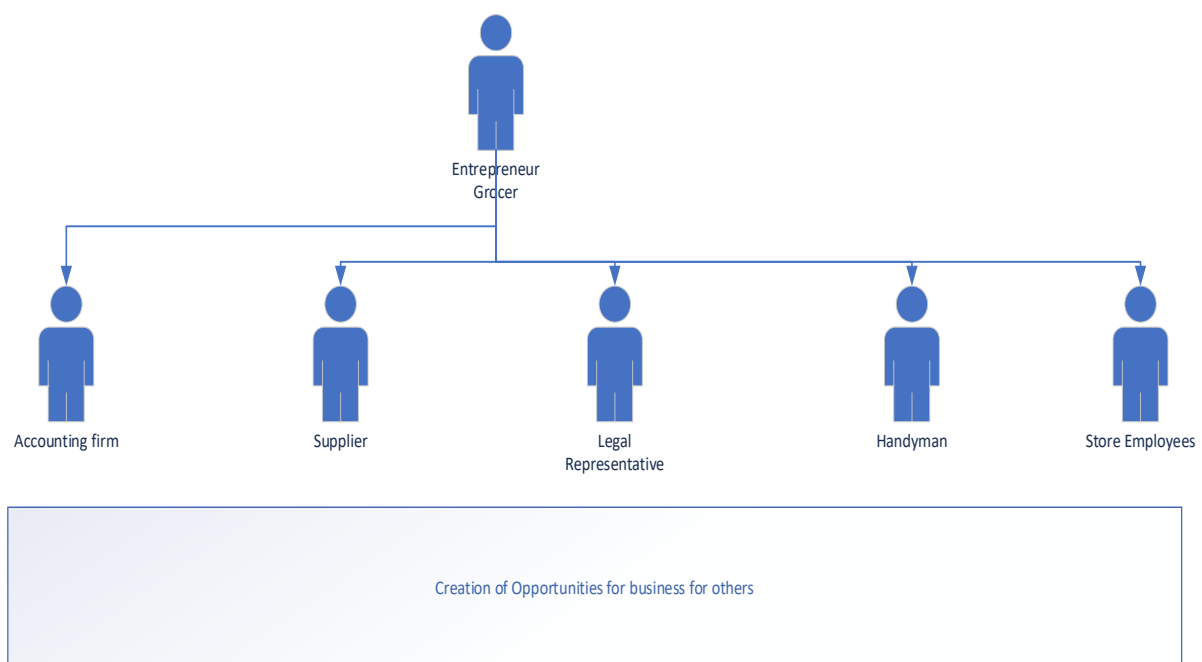 Entrepreneur
Grocer
Accounting firm
Supplier
Legal
Representative
Handyman
Store Employees
Creation of Opportunities for business for others